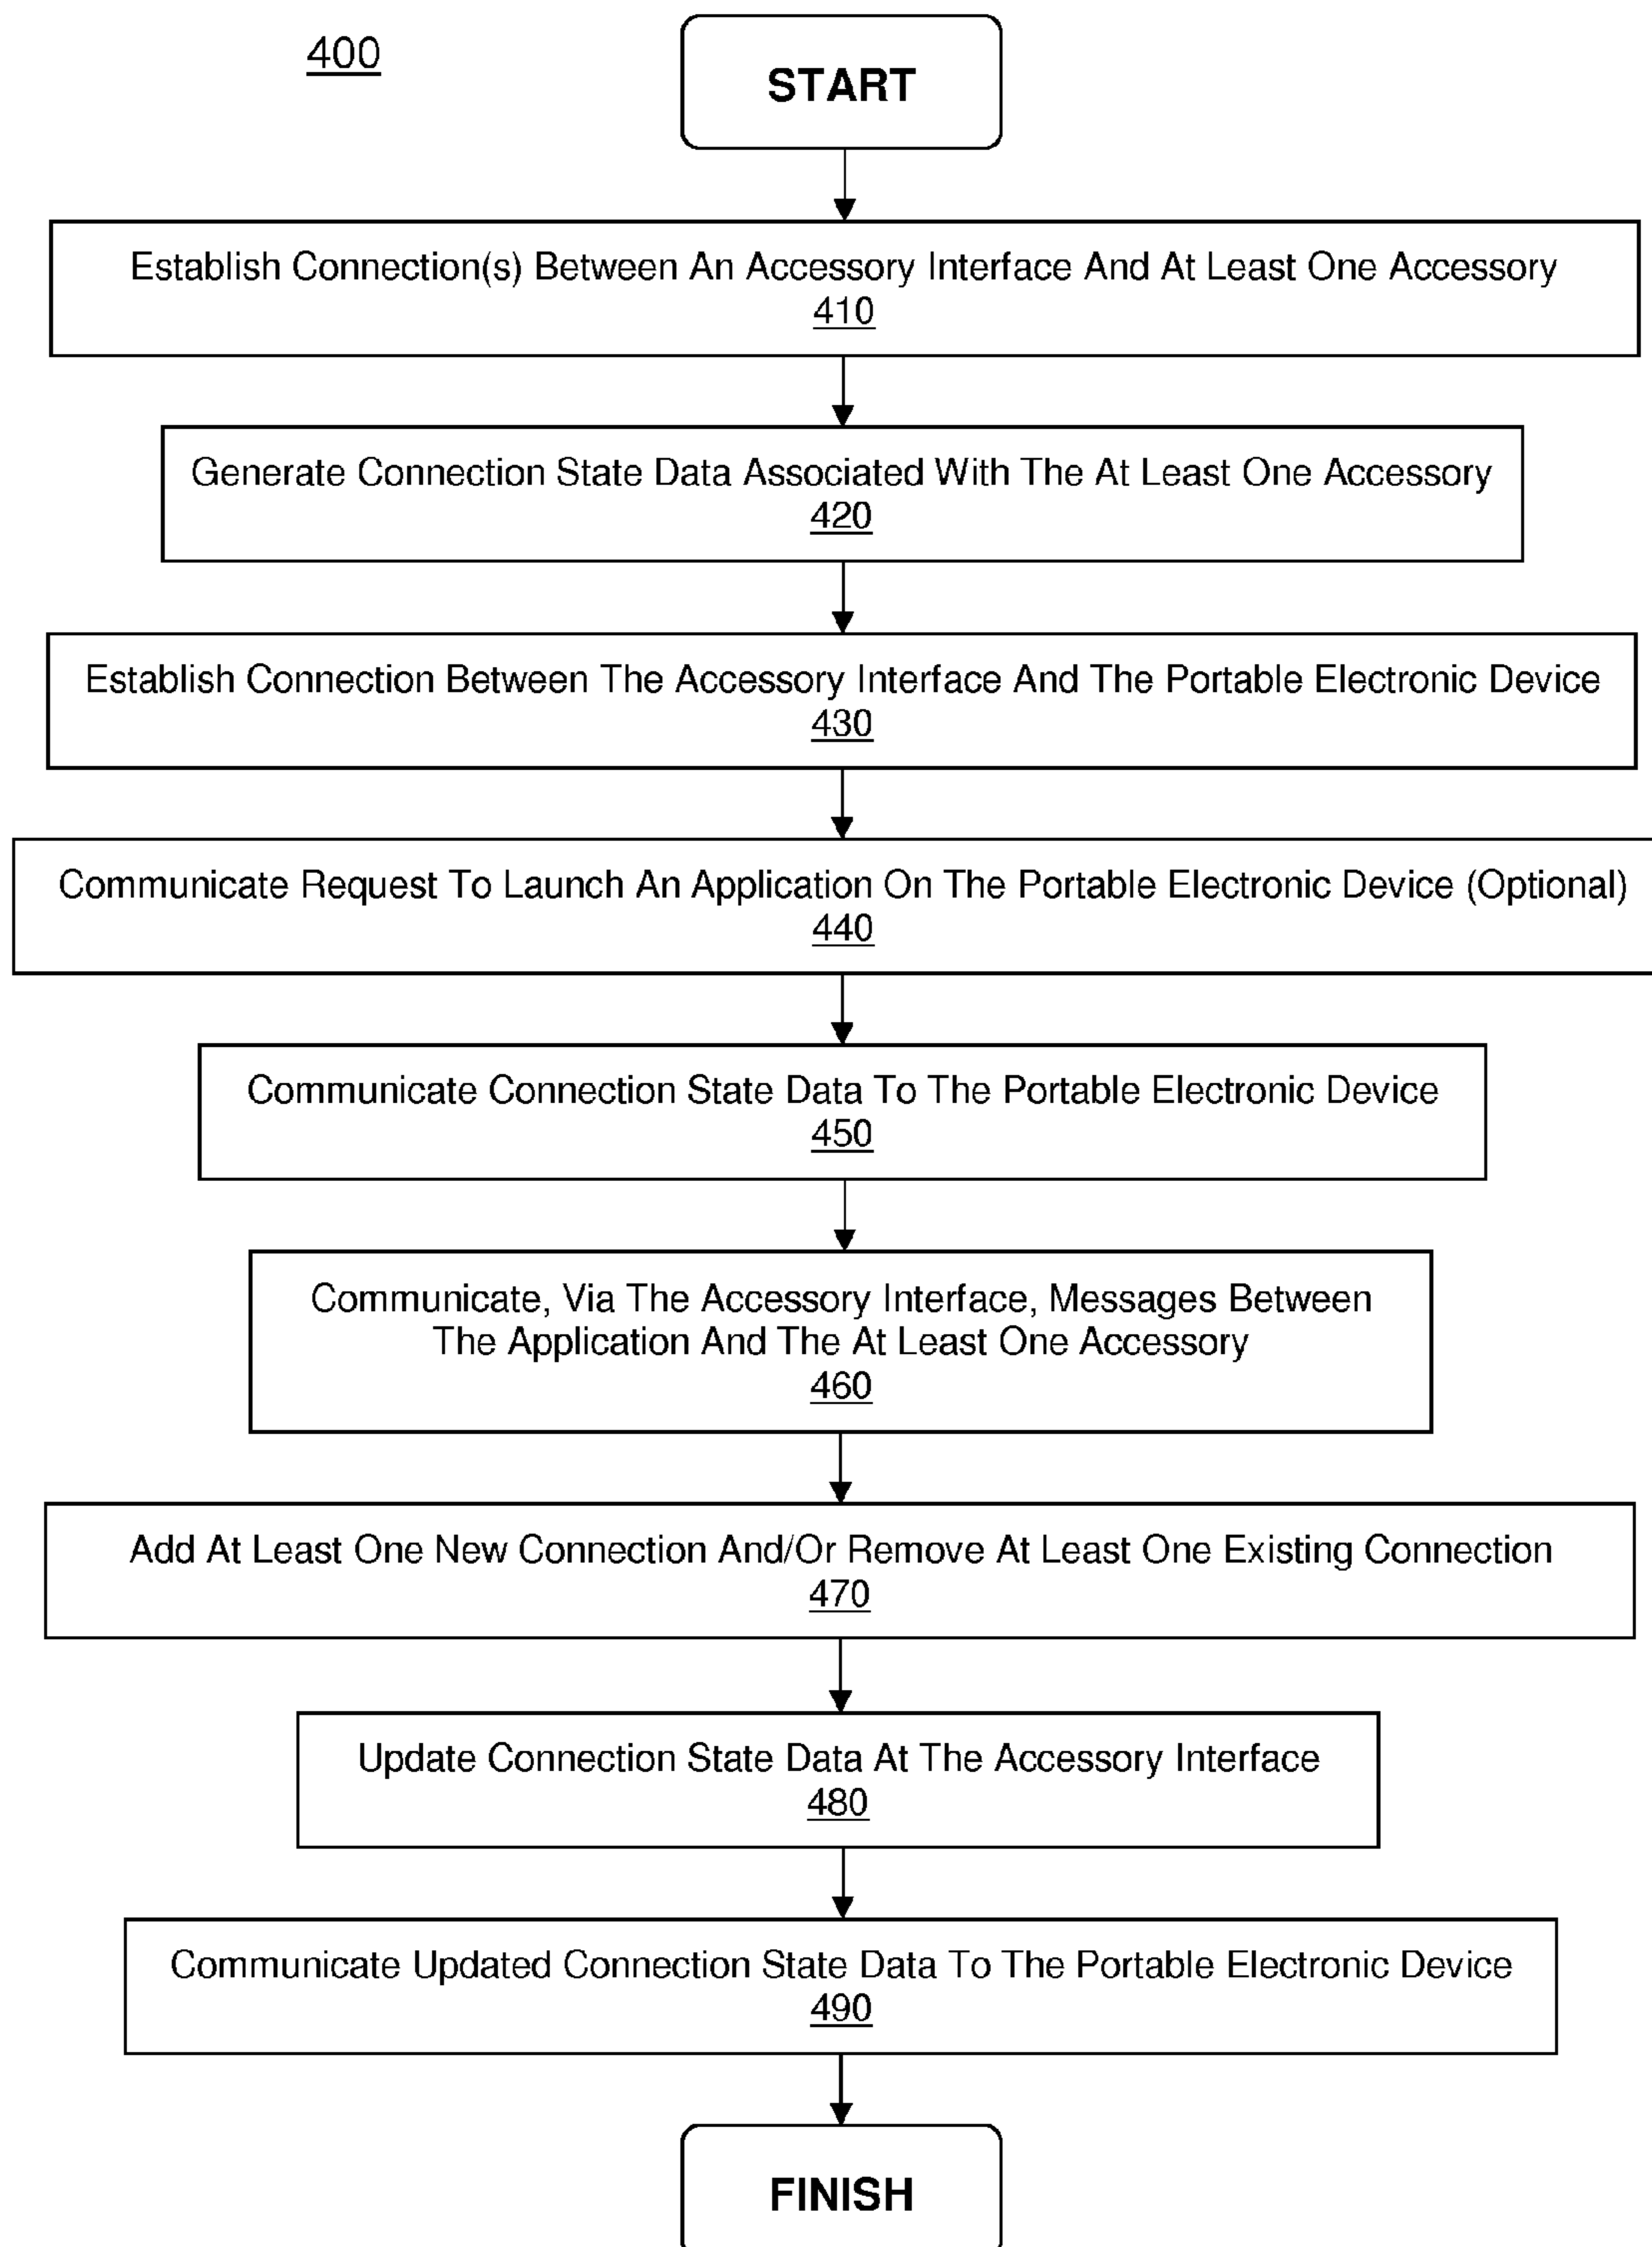 400
START
Establish Connection(s) Between An Accessory Interface And At Least One Accessory
410
Generate Connection State Data Associated With The At Least One Accessory
420
Establish Connection Between The Accessory Interface And The Portable Electronic Device
430
Communicate Request To Launch An Application On The Portable Electronic Device (Optional)
440
Communicate Connection State Data To The Portable Electronic Device
450
Communicate, Via The Accessory Interface, Messages Between
The Application And The At Least One Accessory
460
Add At Least One New Connection And/Or Remove At Least One Existing Connection
470
Update Connection State Data At The Accessory Interface
480
Communicate Updated Connection State Data To The Portable Electronic Device
490
FINISH